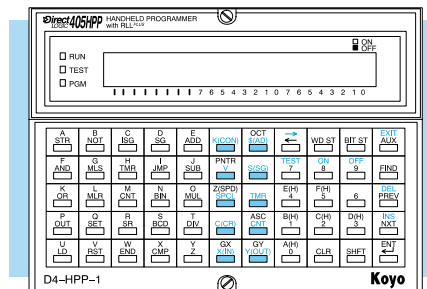 Direct LOGIC 405HPP HANDHELD PROGRAMMER with RLL PLUS
ON
OFF
RUN
TEST
PGM
7 6 5 4 3 2 1 0 7 6 5 4 3 2 1 0
A B C D E OCT → EXIT
STR NOT ISG SG ADD K(CON) $(ADI) ← WD ST BIT ST AUX
F G H I J PNTR TEST ON OFF
AND MLS TMR JMP SUB V S(SG) 7 8 9 FIND
K L M N O Z(SPD) E(H) F(H) DEL
OR MLR CNT BIN MUL SPCL TMR 4 5 6 PREV
P Q R S T ASC B(H) C(H) D(H) INS
OUT SET SR BCD DIV C(CR) CNT 1 2 3 NXT
U V W X Y GX GY A(H) ENT
LD RST END CMP Z X(IN) Y(OUT) 0 CLR SHFT
D4–HPP–1 Koyo